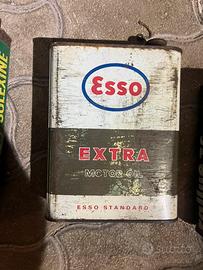 Esso
EXTRA
MOTOR OIL
ESSO STANDARD
SOLEXINE